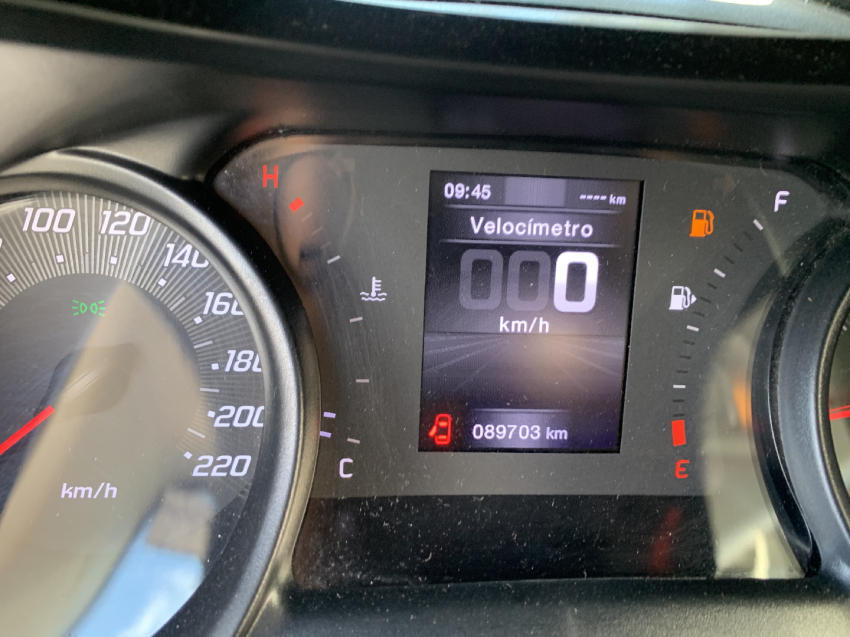 100
120
140
160
180
200
220
km/h
H
C
09:45
---- km
Velocímetro
000
km/h
089703 km
F
E